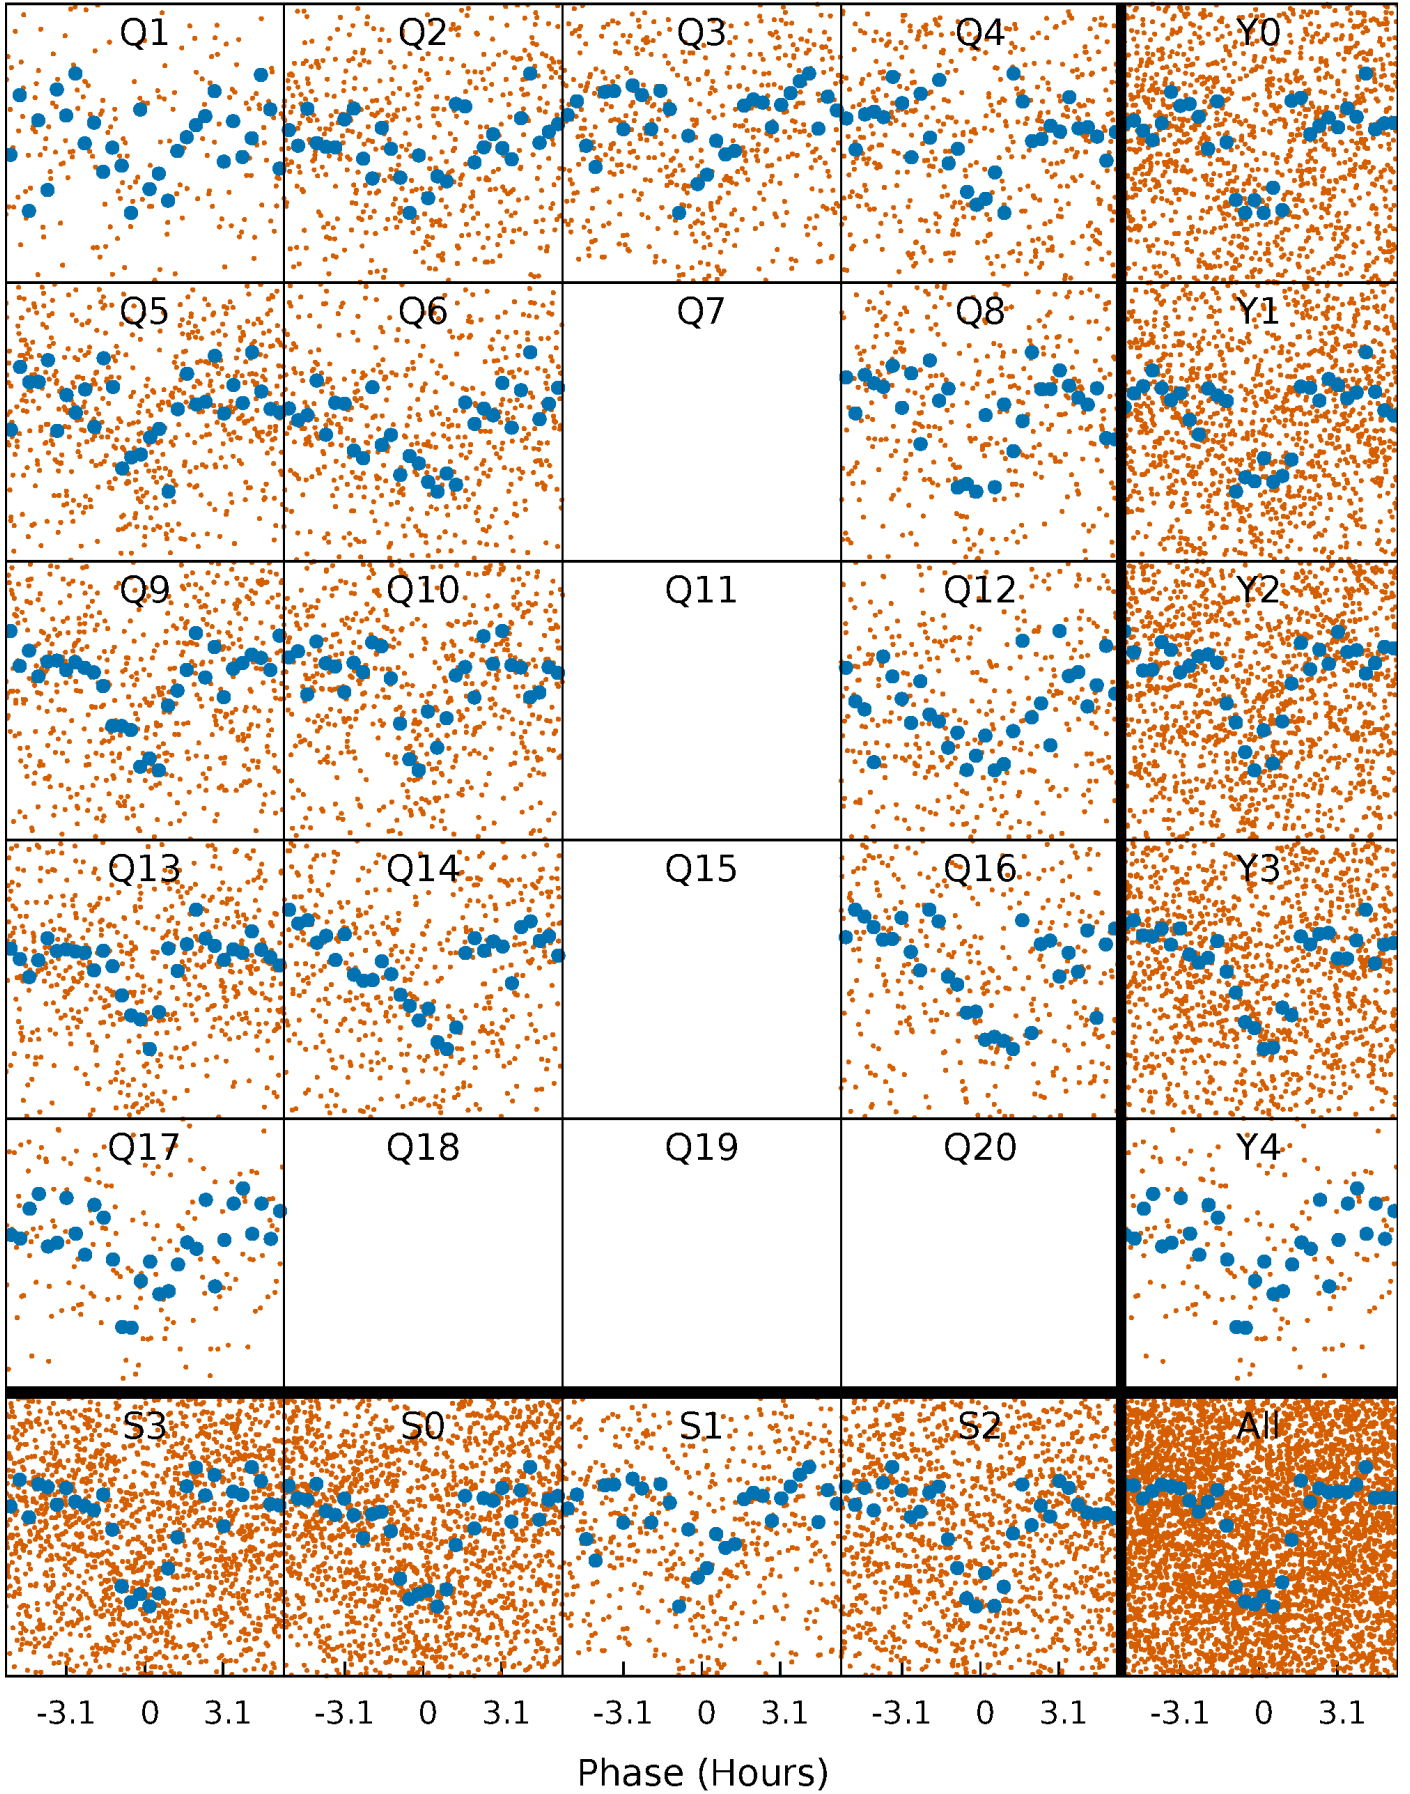 Q1 Q2 Q3 Q4 Y0
Q5 Q6 Q7 Q8 Y1
Q9 Q10 Q11 Q12 Y2
Q13 Q14 Q15 Q16 Y3
Q17 Q18 Q19 Q20 Y4
S3 S0 S1 S2 All
-3.1 0 3.1 -3.1 0 3.1 -3.1 0 3.1 -3.1 0 3.1 -3.1 0 3.1
Phase (Hours)